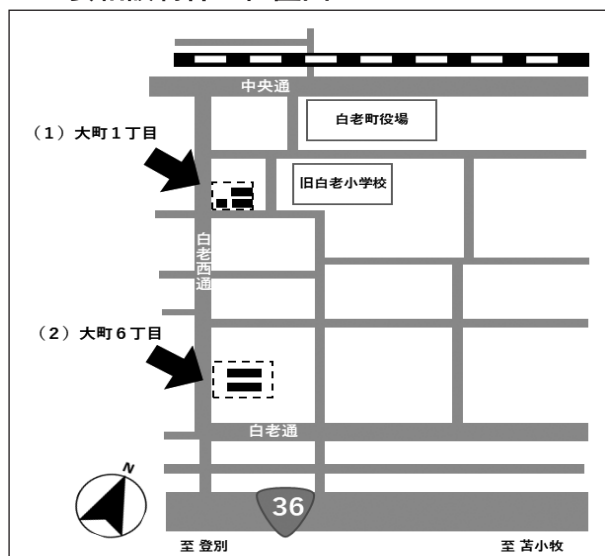 中央通
白老町役場
（１）大町１丁目
旧白老小学校
白老西通
（２）大町６丁目
白老通
N
36
至 登別
至 苫小牧